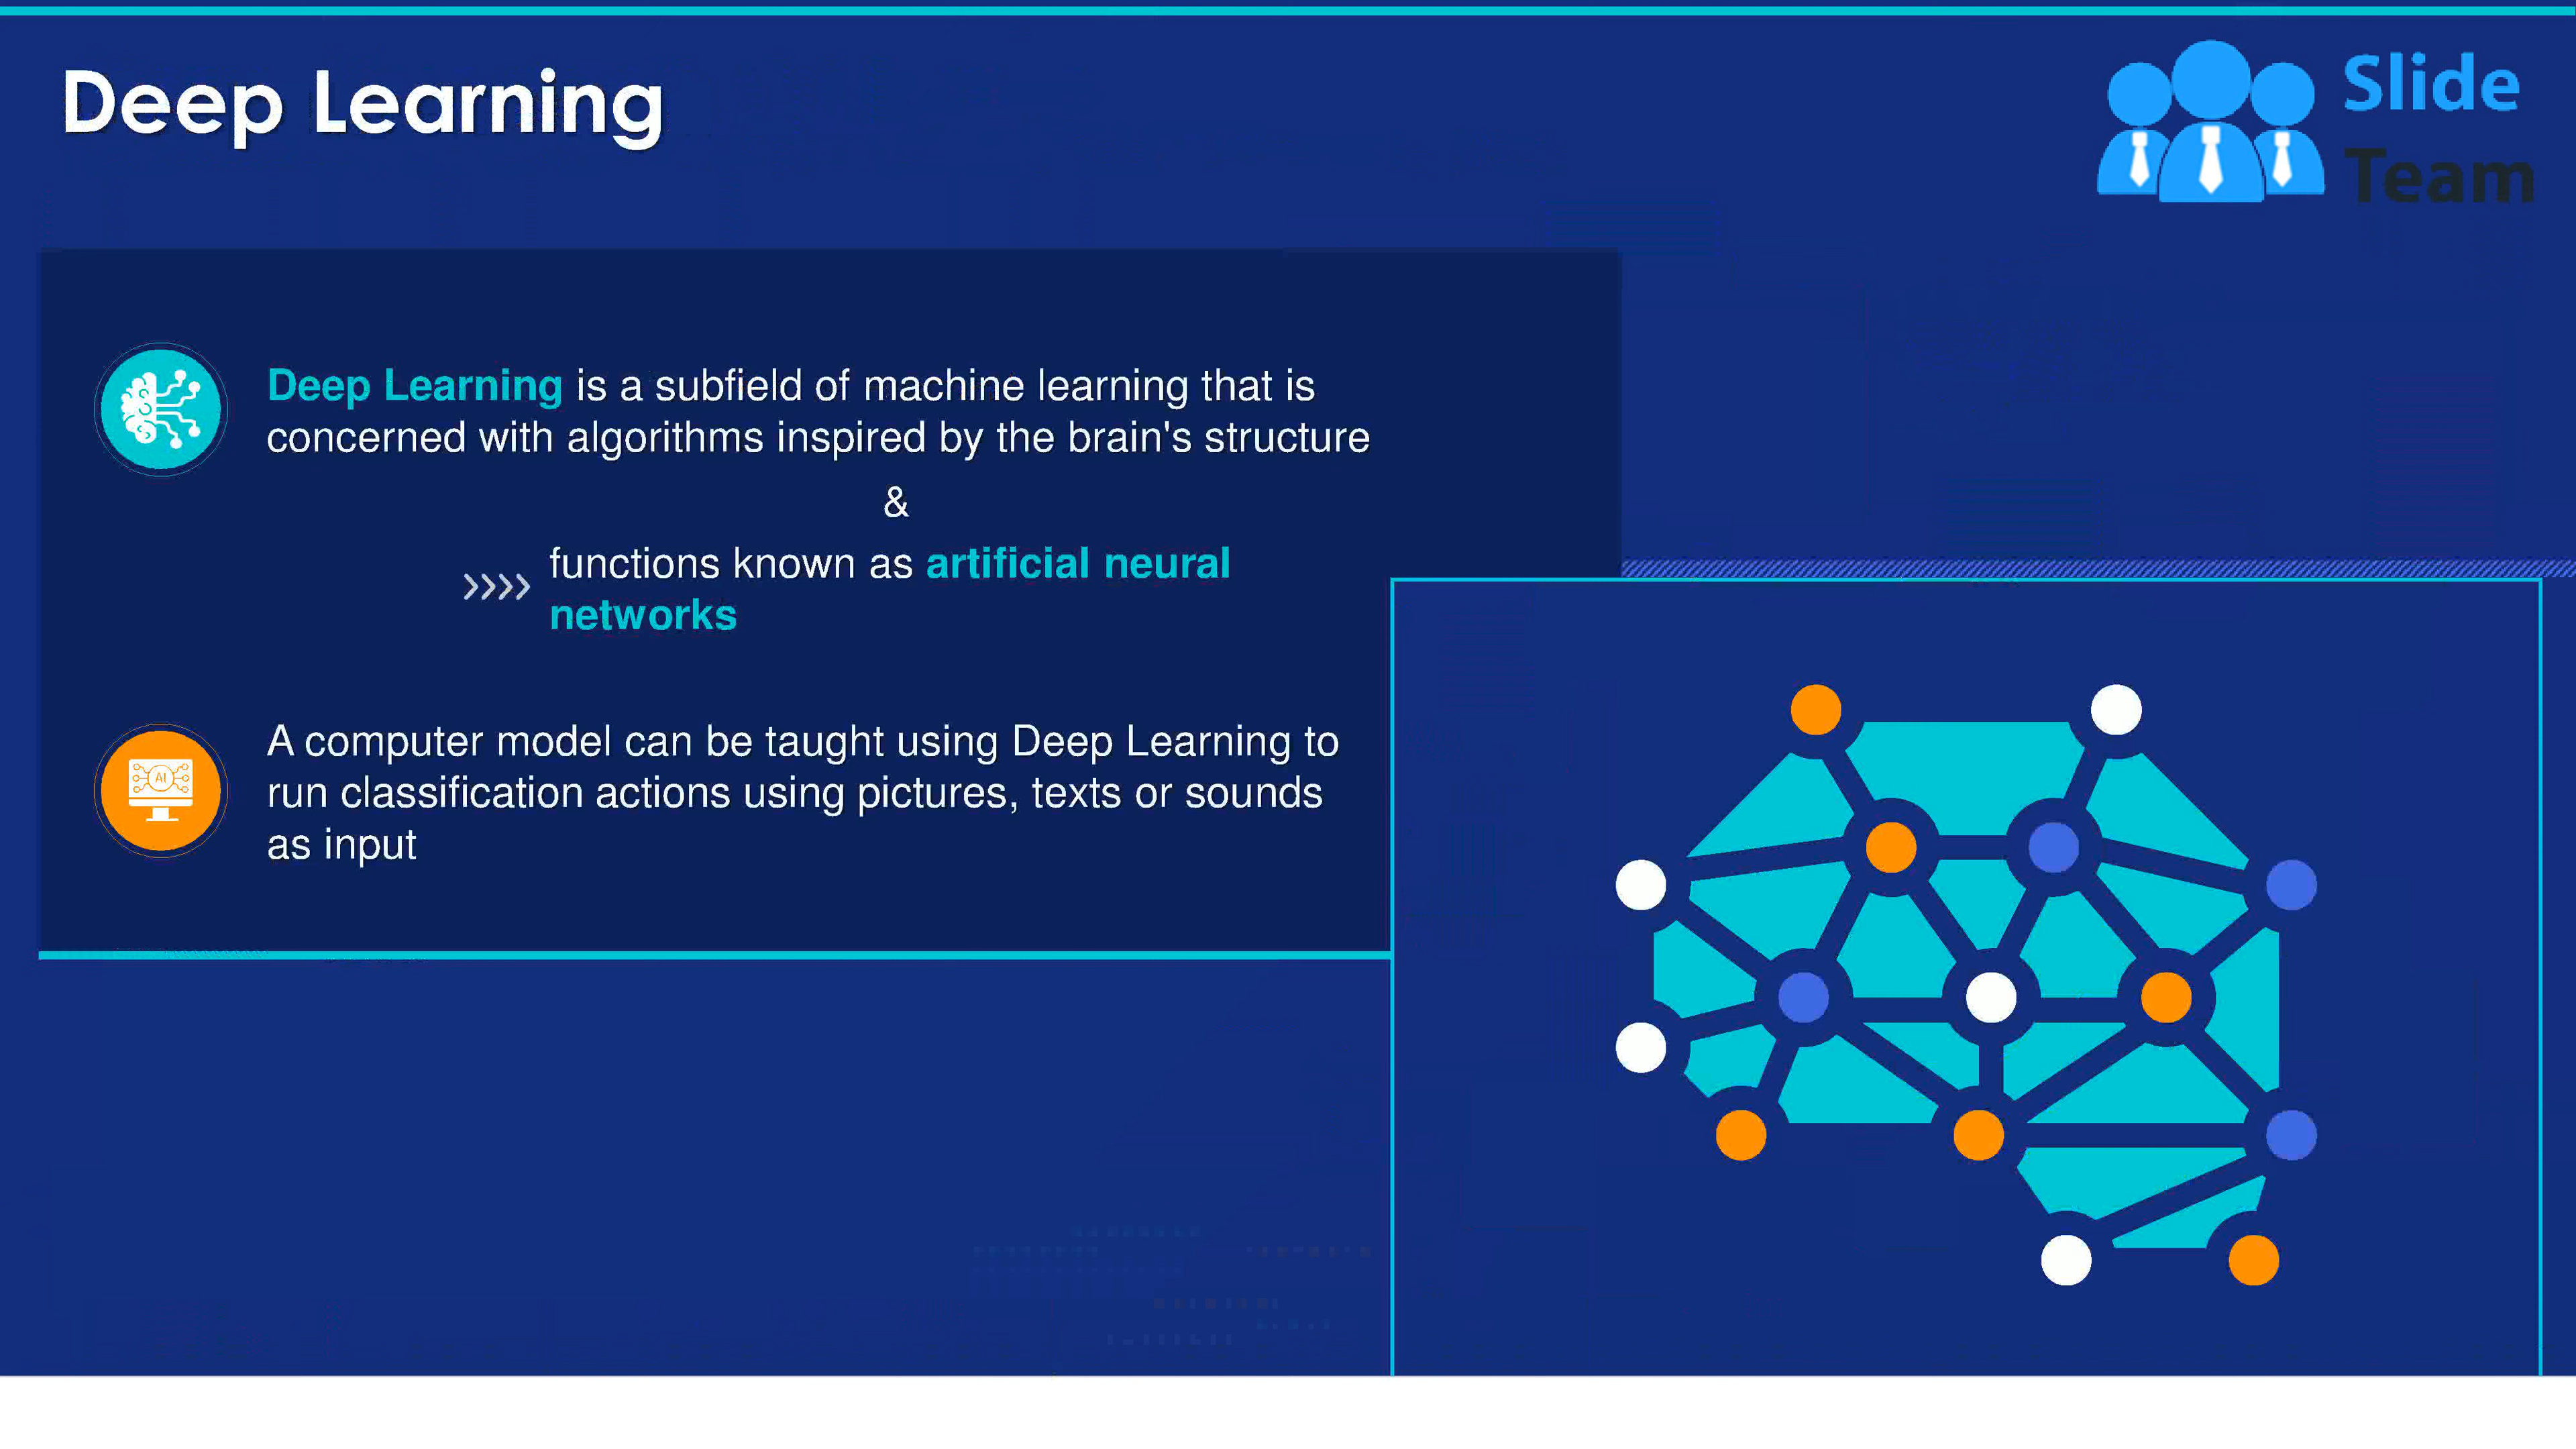 Deep Learning
Slide
Team
Deep Learning is a subfield of machine learning that is
concerned with algorithms inspired by the brain's structure
&
functions known as artificial neural
networks
A computer model can be taught using Deep Learning to
run classification actions using pictures, texts or sounds
as input
AI